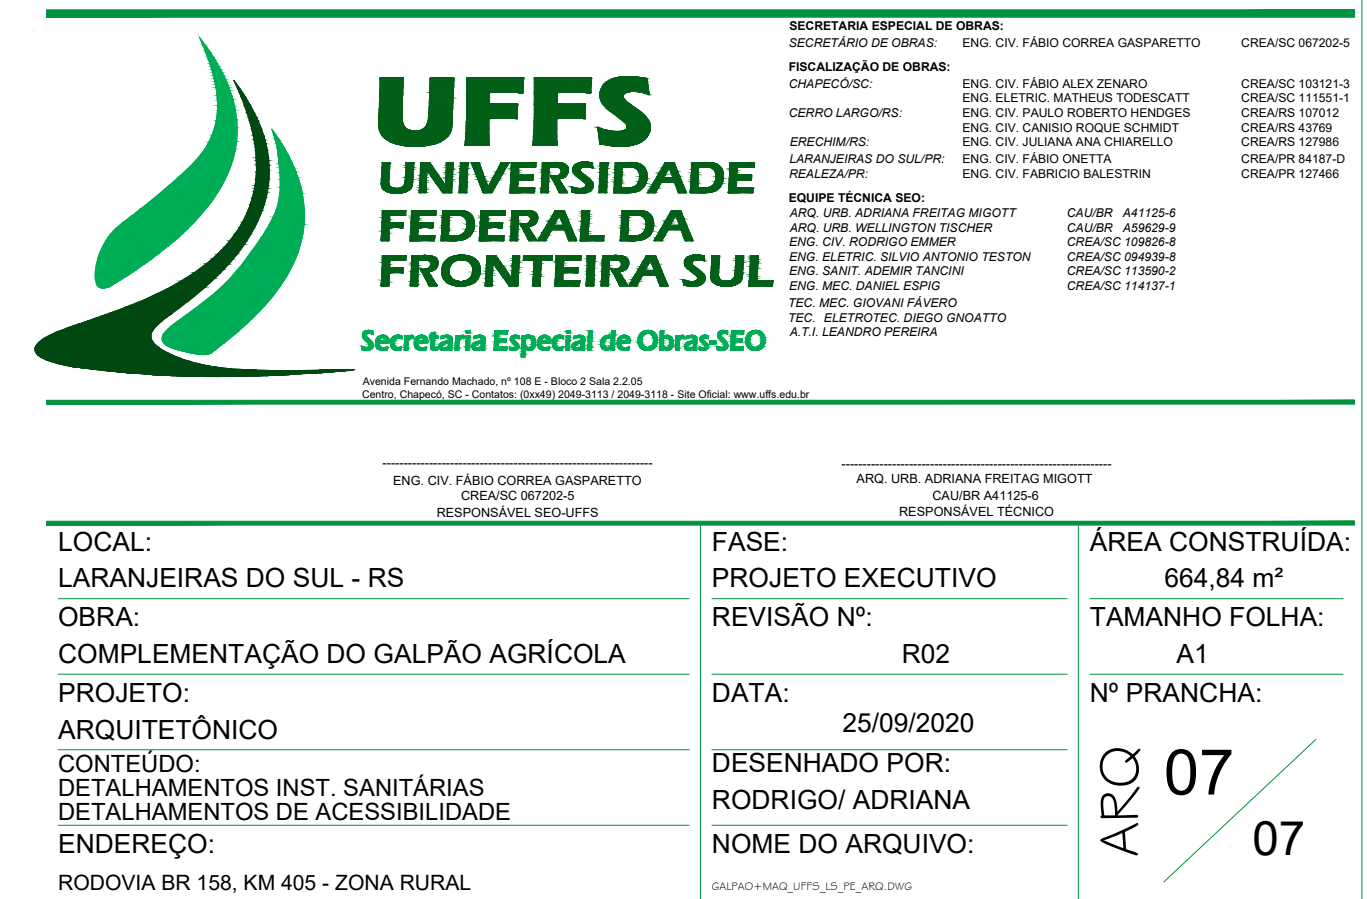 SECRETARIA ESPECIAL DE OBRAS:
SECRETÁRIO DE OBRAS: ENG. CIV. FÁBIO CORREA GASPARETTO CREA/SC 067202-5
FISCALIZAÇÃO DE OBRAS:
CHAPECÓ/SC: ENG. CIV. FÁBIO ALEX ZENARO CREA/SC 103121-3
ENG. ELETRIC. MATHEUS TODESCATT CREA/SC 111551-1
CERRO LARGO/RS: ENG. CIV. PAULO ROBERTO HENDGES CREA/RS 107012
ENG. CIV. CANISIO ROQUE SCHMIDT CREA/RS 43769
ERECHIM/RS: ENG. CIV. JULIANA ANA CHIARELLO CREA/RS 127986
LARANJEIRAS DO SUL/PR: ENG. CIV. FÁBIO ONETTA CREA/PR 84187-D
REALEZA/PR: ENG. CIV. FABRICIO BALESTRIN CREA/PR 127466
EQUIPE TÉCNICA SEO:
ARQ. URB. ADRIANA FREITAG MIGOTT CAU/BR A41125-6
ARQ. URB. WELLINGTON TISCHER CAU/BR A59629-9
ENG. CIV. RODRIGO EMMER CREA/SC 109826-8
ENG. ELETRIC. SILVIO ANTONIO TESTON CREA/SC 094939-8
ENG. SANIT. ADEMIR TANCINI CREA/SC 113590-2
ENG. MEC. DANIEL ESPIG CREA/SC 114137-1
TEC. MEC. GIOVANI FÁVERO
TEC. ELETROTEC. DIEGO GNOATTO
A.T.I. LEANDRO PEREIRA
UFFS
UNIVERSIDADE
FEDERAL DA
FRONTEIRA SUL
Secretaria Especial de Obras-SEO
Avenida Fernando Machado, nº 108 E - Bloco 2 Sala 2.2.05
Centro, Chapecó, SC - Contatos: (0xx49) 2049-3113 / 2049-3118 - Site Oficial: www.uffs.edu.br
ENG. CIV. FÁBIO CORREA GASPARETTO
CREA/SC 067202-5
RESPONSÁVEL SEO-UFFS
ARQ. URB. ADRIANA FREITAG MIGOTT
CAU/BR A41125-6
RESPONSÁVEL TÉCNICO
LOCAL:
LARANJEIRAS DO SUL - RS
OBRA:
COMPLEMENTAÇÃO DO GALPÃO AGRÍCOLA
PROJETO:
ARQUITETÔNICO
CONTEÚDO:
DETALHAMENTOS INST. SANITÁRIAS
DETALHAMENTOS DE ACESSIBILIDADE
ENDEREÇO:
RODOVIA BR 158, KM 405 - ZONA RURAL
FASE:
PROJETO EXECUTIVO
REVISÃO Nº:
R02
DATA:
25/09/2020
DESENHADO POR:
RODRIGO/ ADRIANA
NOME DO ARQUIVO:
GALPAO+MAQ_UFFS_LS_PE_ARQ.DWG
ÁREA CONSTRUÍDA:
664,84 m²
TAMANHO FOLHA:
A1
Nº PRANCHA:
ARQ
07
07